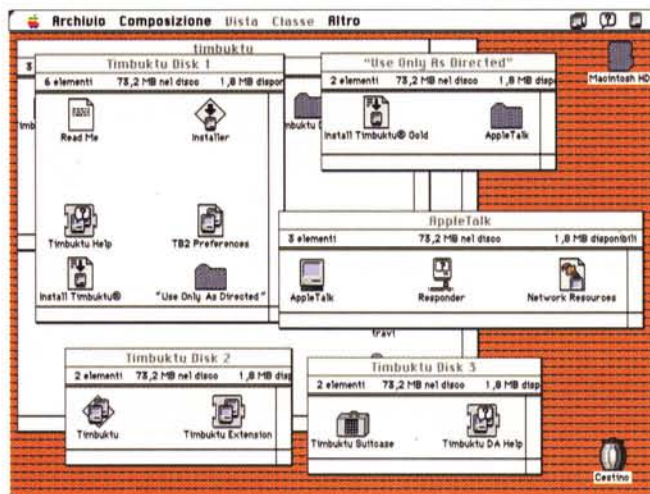 Archivio Composizione Vista Classe Altro
timbuktu
3
Timbuktu Disk 1
6 elementi 73,2 MB nel disco 1,8 MB dispon
Read Me
Installer
Timbuktu Help
TB2 Preferences
Install Timbuktu®
"Use Only As Directed"
"Use Only As Directed"
2 elementi 73,2 MB nel disco 1,8 MB disp
Install Timbuktu® Gold
AppleTalk
Macintosh HD
AppleTalk
3 elementi 73,2 MB nel disco 1,8 MB disponibili
AppleTalk
Responder
Network Resources
Timbuktu Disk 2
2 elementi 73,2 MB nel disco 1,8 MB disp
Timbuktu
Timbuktu Extension
Timbuktu Disk 3
2 elementi 73,2 MB nel disco 1,8 MB disp
Timbuktu Suitcase
Timbuktu DA Help
Cestino